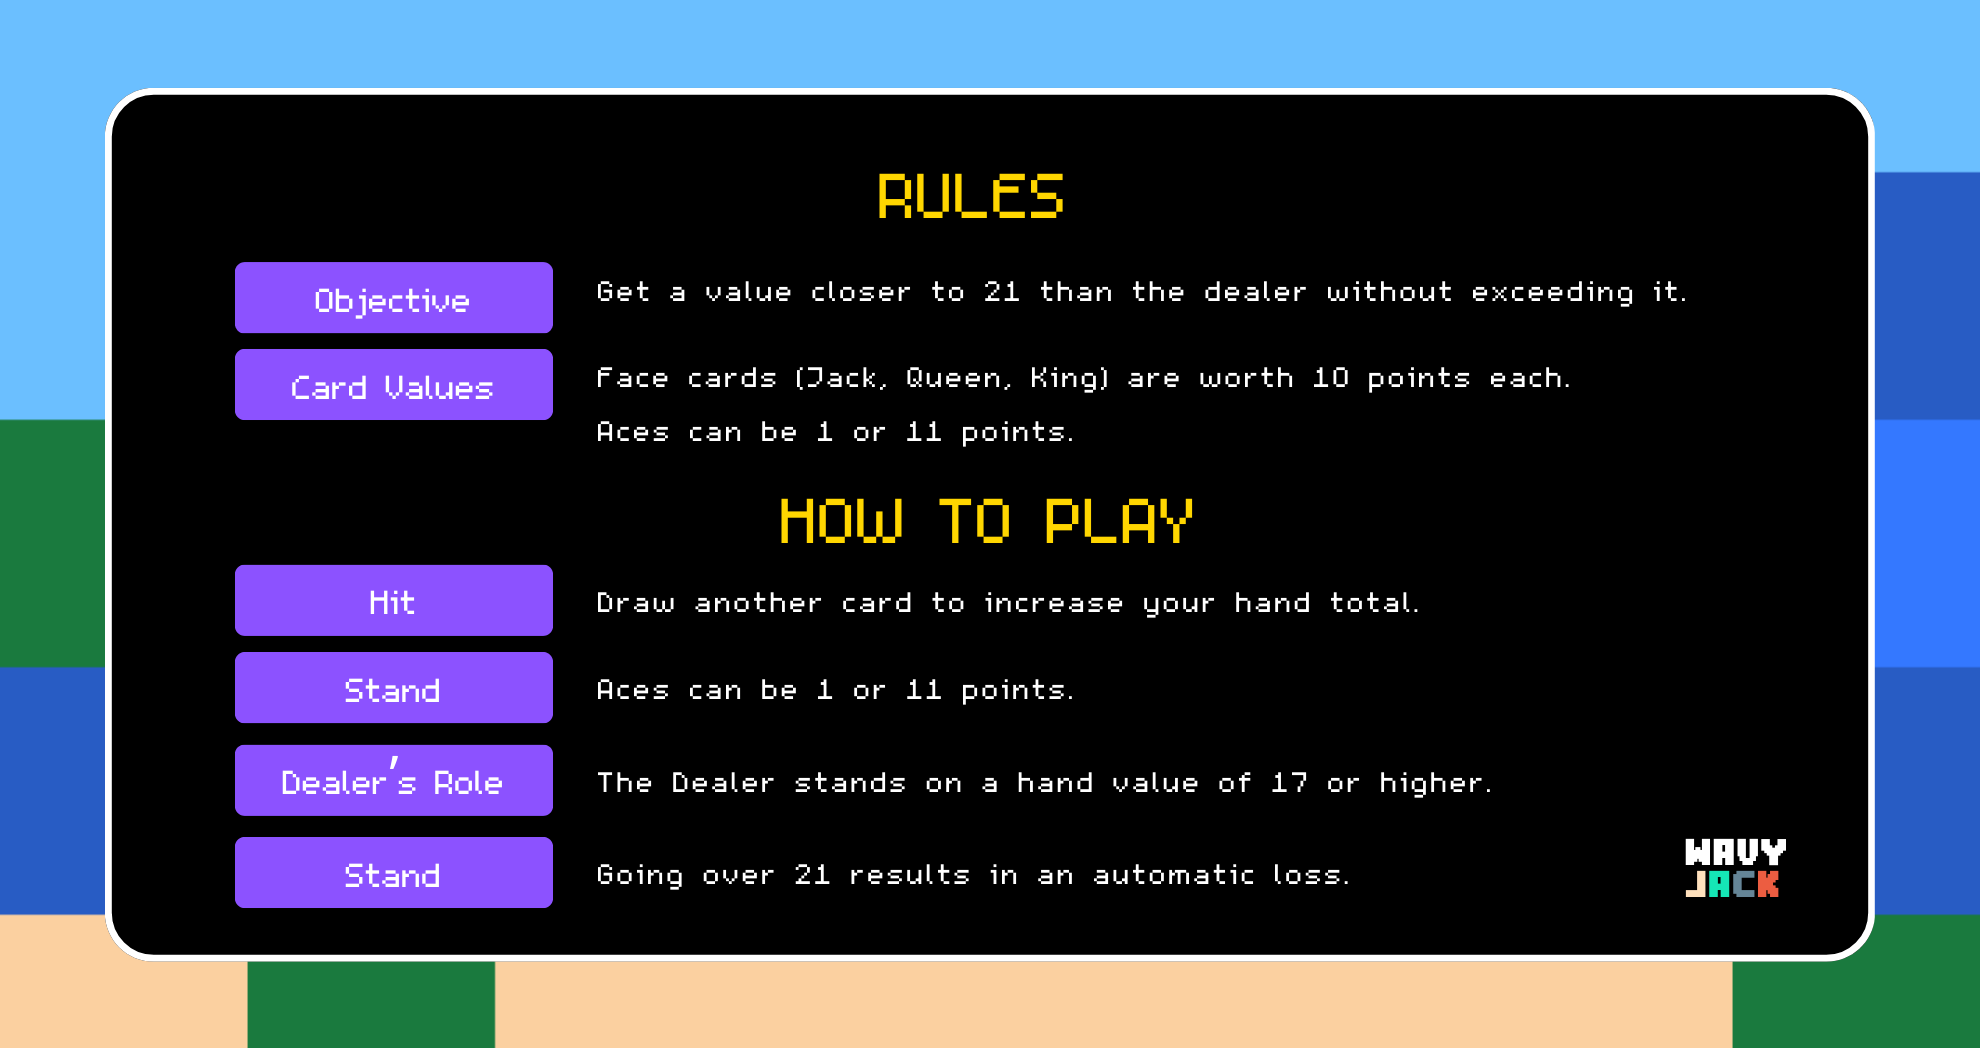 RULES
Objective
Get a value closer to 21 than the dealer without exceeding it.
Card Values
Face cards (Jack, Queen, King) are worth 10 points each.
Aces can be 1 or 11 points.
HOW TO PLAY
Hit
Draw another card to increase your hand total.
Stand
Aces can be 1 or 11 points.
Dealer's Role
The Dealer stands on a hand value of 17 or higher.
Stand
Going over 21 results in an automatic loss.
WAVY
JACK